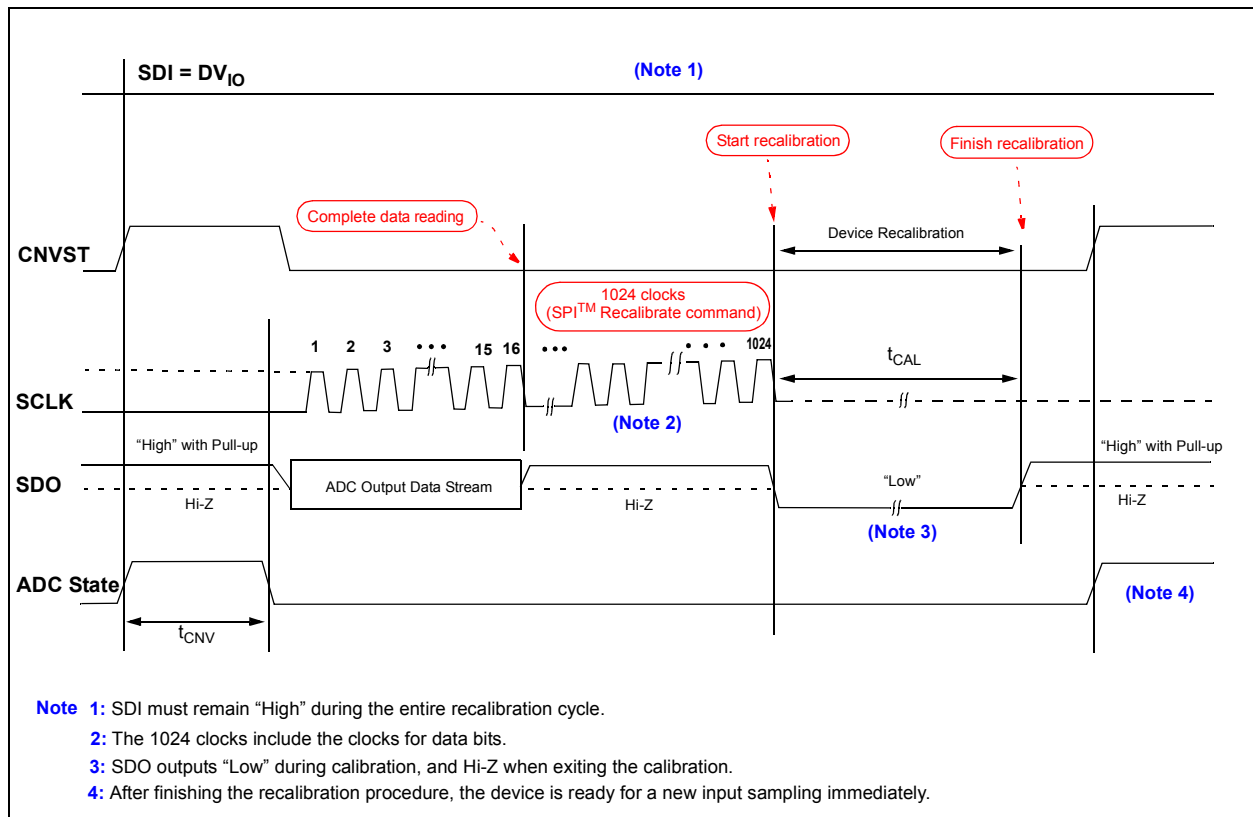 SDI = DVIO
(Note 1)
Start recalibration
Finish recalibration
Complete data reading
Device Recalibration
CNVST
1024 clocks
(SPI™ Recalibrate command)
1 2 3 • • • 15 16 • • • • • • 1024
tCAL
SCLK
(Note 2)
"High" with Pull-up
"High" with Pull-up
SDO
ADC Output Data Stream
"Low"
Hi-Z
Hi-Z
Hi-Z
(Note 3)
ADC State
(Note 4)
tCNV
Note 1: SDI must remain “High” during the entire recalibration cycle.
2: The 1024 clocks include the clocks for data bits.
3: SDO outputs “Low” during calibration, and Hi-Z when exiting the calibration.
4: After finishing the recalibration procedure, the device is ready for a new input sampling immediately.